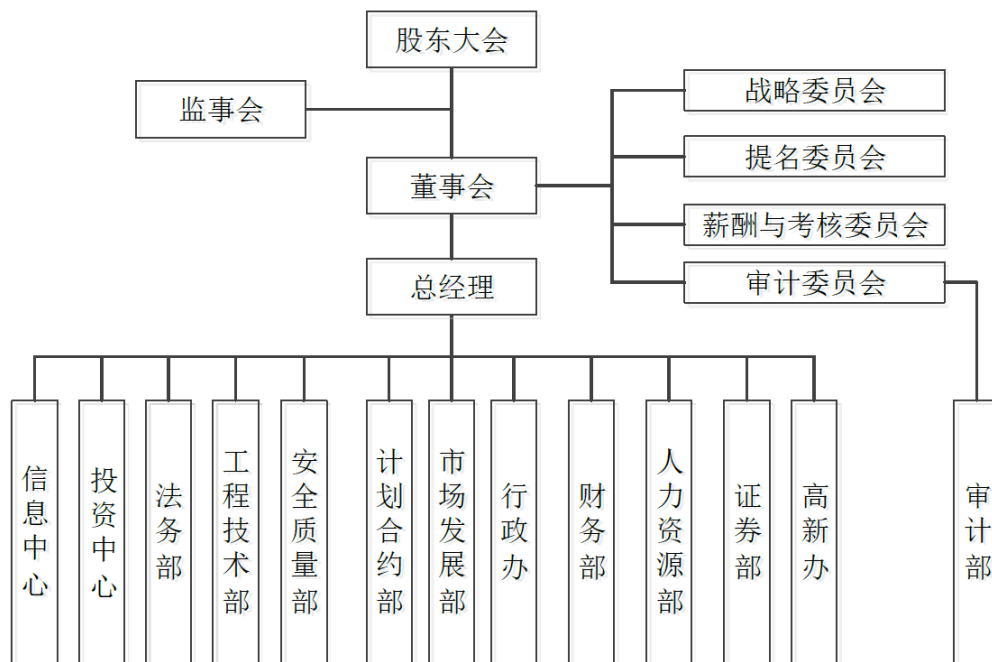 股东大会
监事会
战略委员会
提名委员会
董事会
薪酬与考核委员会
总经理
审计委员会
信息中心
投资中心
法务部
工程技术部
安全质量部
计划合约部
市场发展部
行政办
财务部
人力资源部
证券部
高新办
审计部